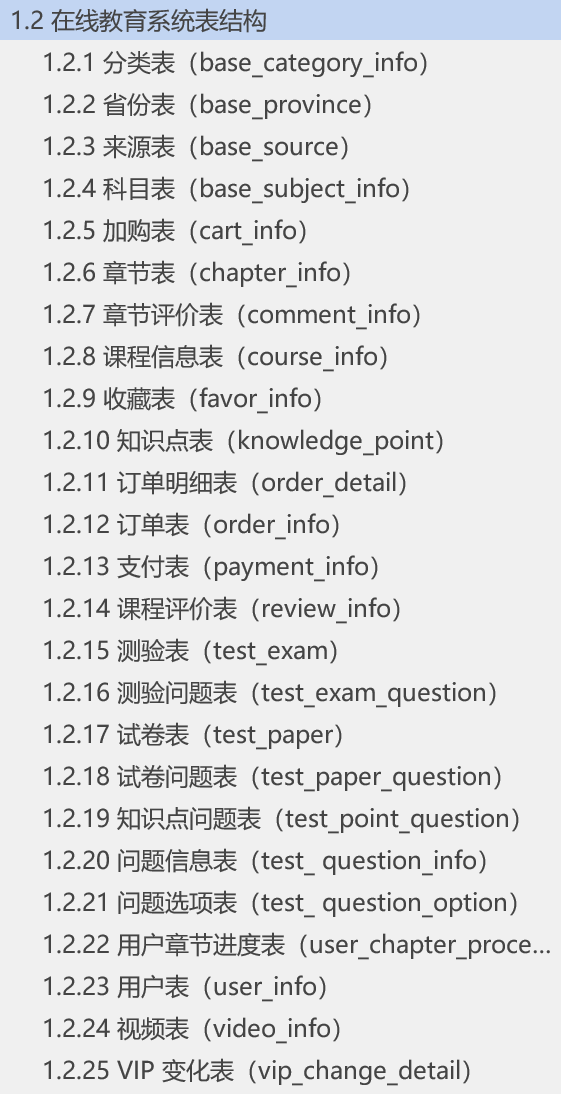 1.2 在线教育系统表结构
1.2.1 分类表（base_category_info）
1.2.2 省份表（base_province）
1.2.3 来源表（base_source）
1.2.4 科目表（base_subject_info）
1.2.5 加购表（cart_info）
1.2.6 章节表（chapter_info）
1.2.7 章节评价表（comment_info）
1.2.8 课程信息表（course_info）
1.2.9 收藏表（favor_info）
1.2.10 知识点表（knowledge_point）
1.2.11 订单明细表（order_detail）
1.2.12 订单表（order_info）
1.2.13 支付表（payment_info）
1.2.14 课程评价表（review_info）
1.2.15 测验表（test_exam）
1.2.16 测验问题表（test_exam_question）
1.2.17 试卷表（test_paper）
1.2.18 试卷问题表（test_paper_question）
1.2.19 知识点问题表（test_point_question）
1.2.20 问题信息表（test_ question_info）
1.2.21 问题选项表（test_ question_option）
1.2.22 用户章节进度表（user_chapter_proce...
1.2.23 用户表（user_info）
1.2.24 视频表（video_info）
1.2.25 VIP 变化表（vip_change_detail）